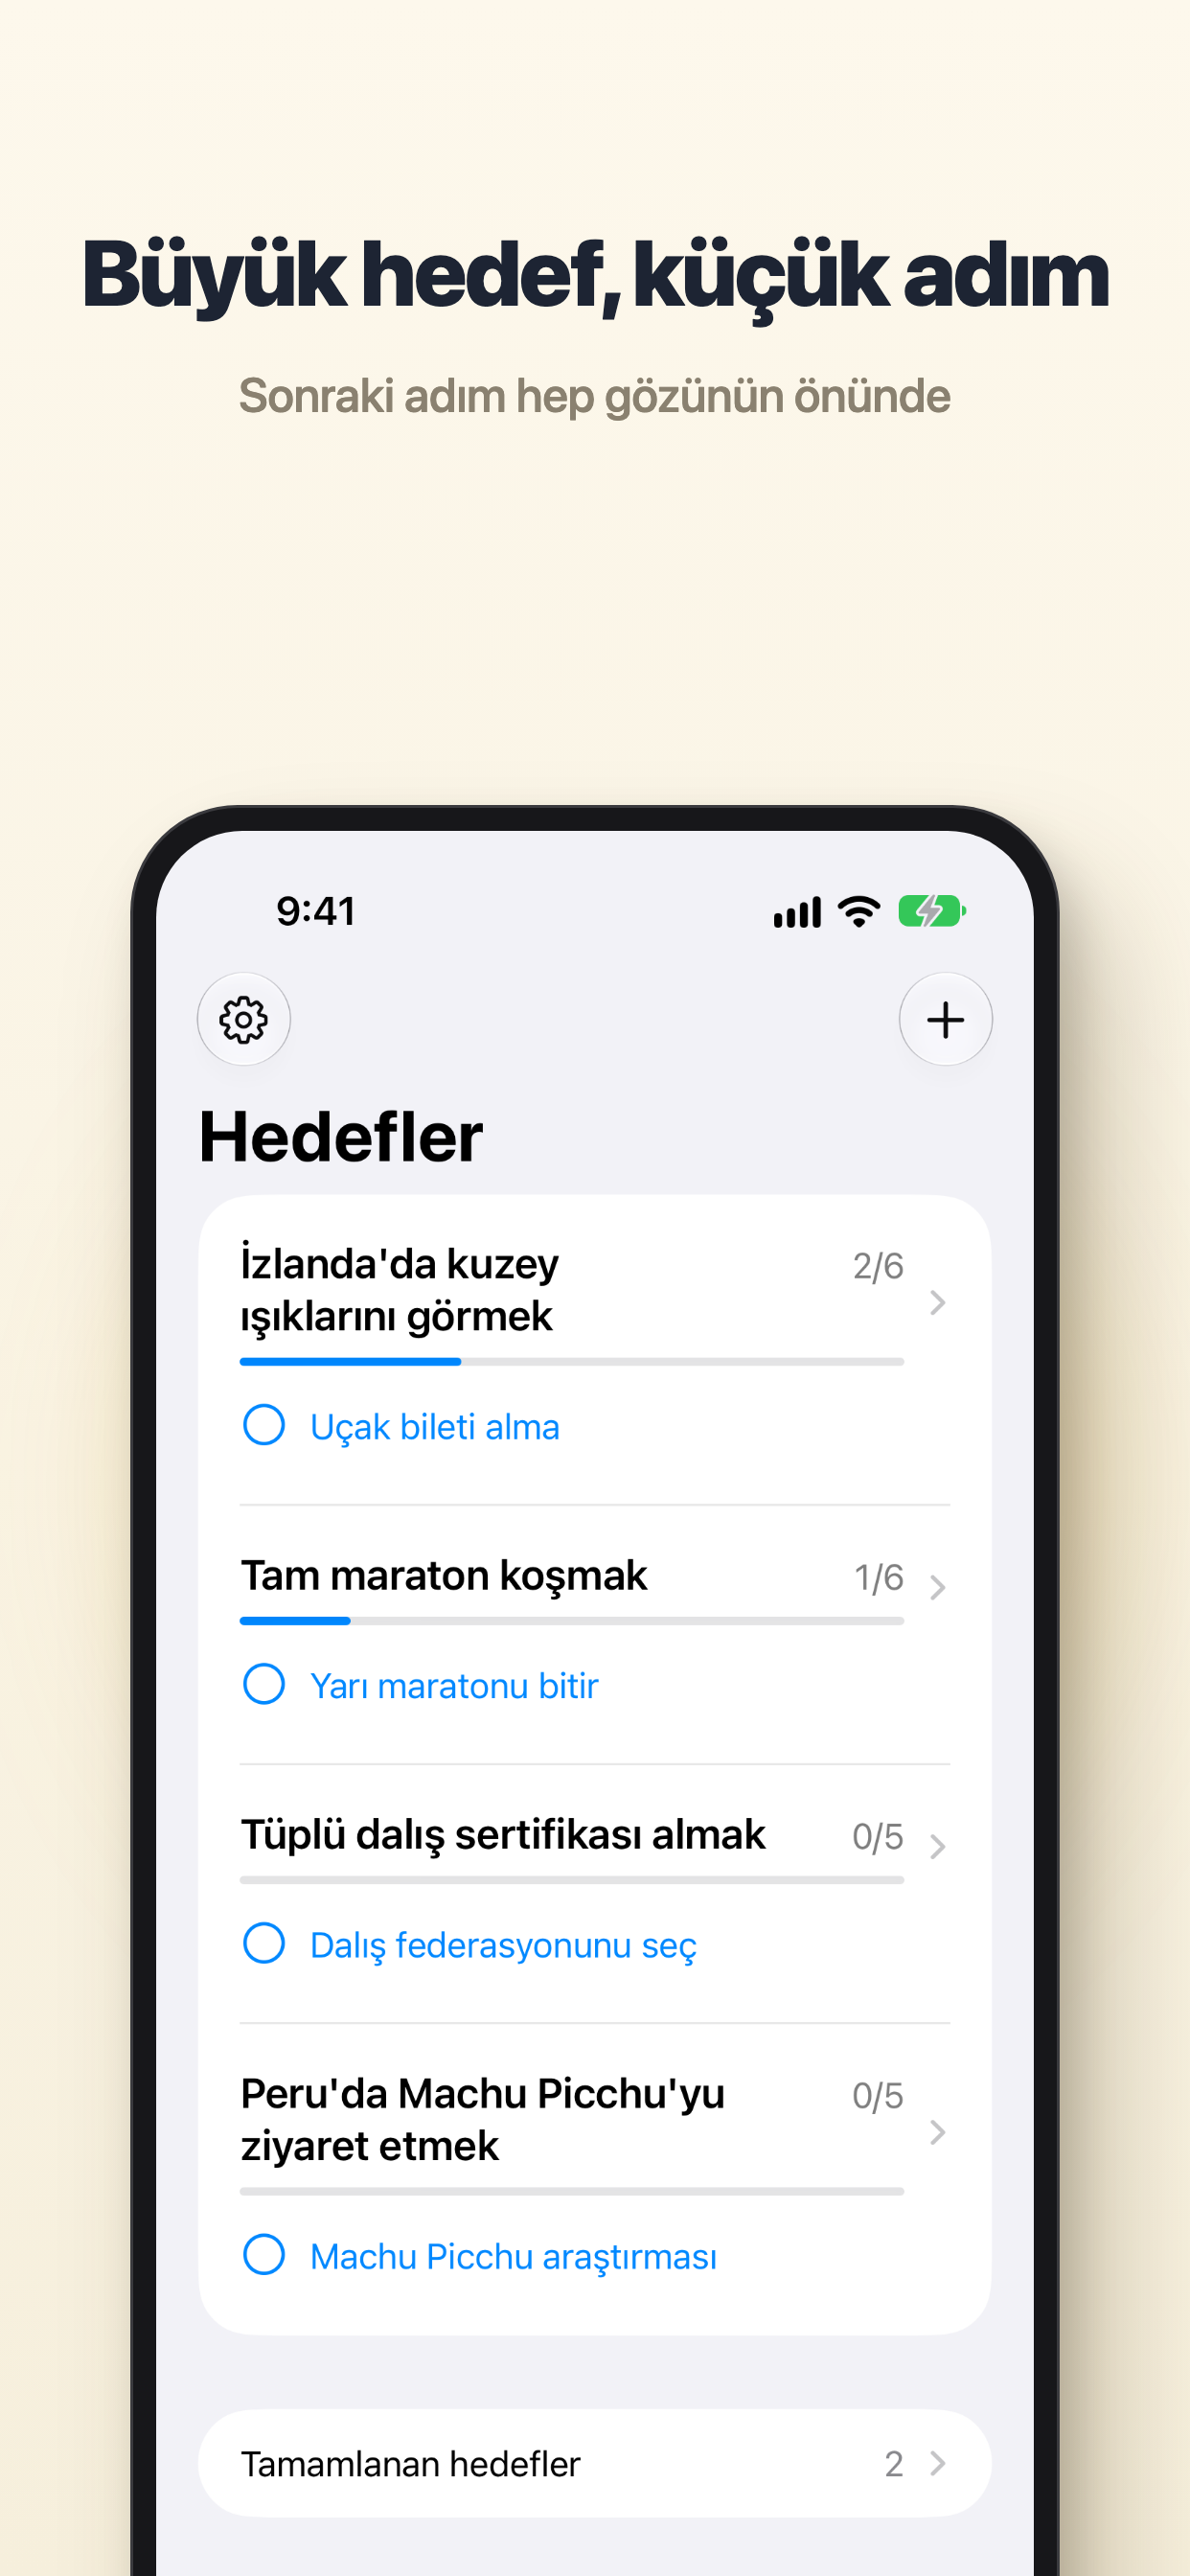 Büyük hedef, küçük adım
Sonraki adım hep gözünün önünde
9:41
Hedefler
İzlanda'da kuzey
ışıklarını görmek
2/6
Uçak bileti alma
Tam maraton koşmak
1/6
Yarı maratonu bitir
Tüplü dalış sertifikası almak
0/5
Dalış federasyonunu seç
Peru'da Machu Picchu'yu
ziyaret etmek
0/5
Machu Picchu araştırması
Tamamlanan hedefler
2